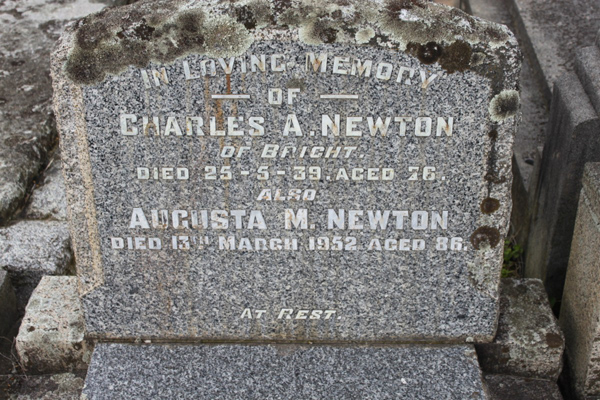 IN LOVING MEMORY
— OF —
CHARLES A. NEWTON
OF BRIGHT.
DIED 25-5-39. AGED 76.
ALSO
AUGUSTA M. NEWTON
DIED 13TH MARCH 1952 AGED 86.
AT REST.